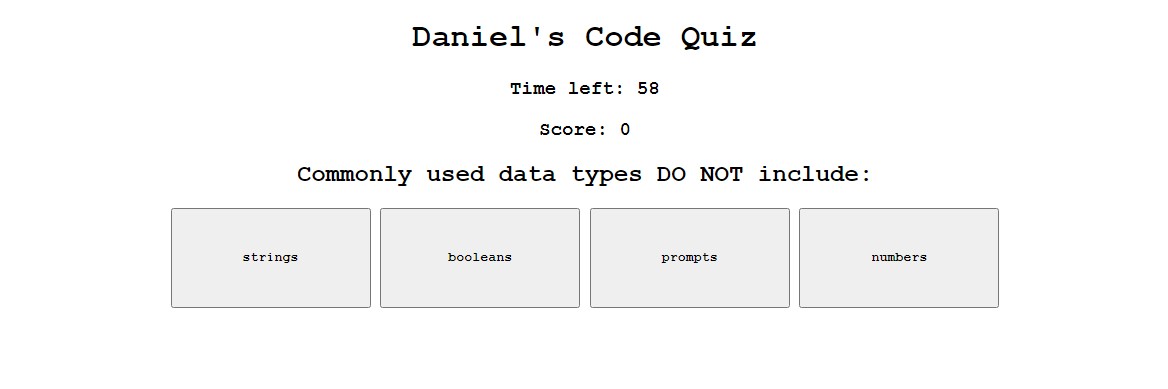 Daniel's Code Quiz
Time left: 58
Score: 0
Commonly used data types DO NOT include:
strings
booleans
prompts
numbers